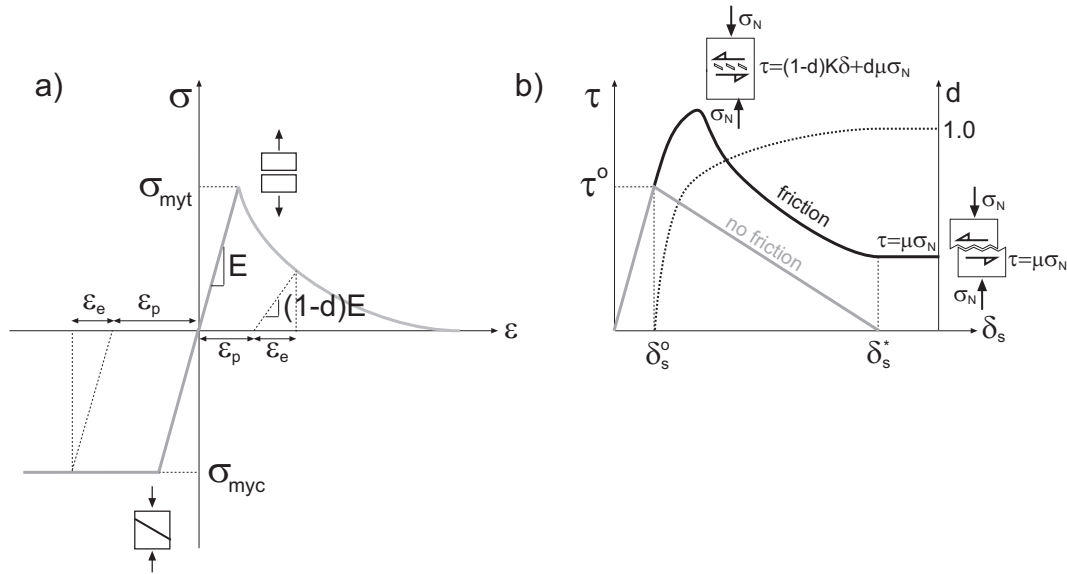 a)
σ
σmyt
E
(1-d)E
εe
εp
ε
εp
εe
σmyc
b)
σN
τ=(1-d)Kδ+dμσN
σN
τ
d
1.0
τo
friction
no friction
τ=μσN
σN
τ=μσN
σN
δs
δso
δs*